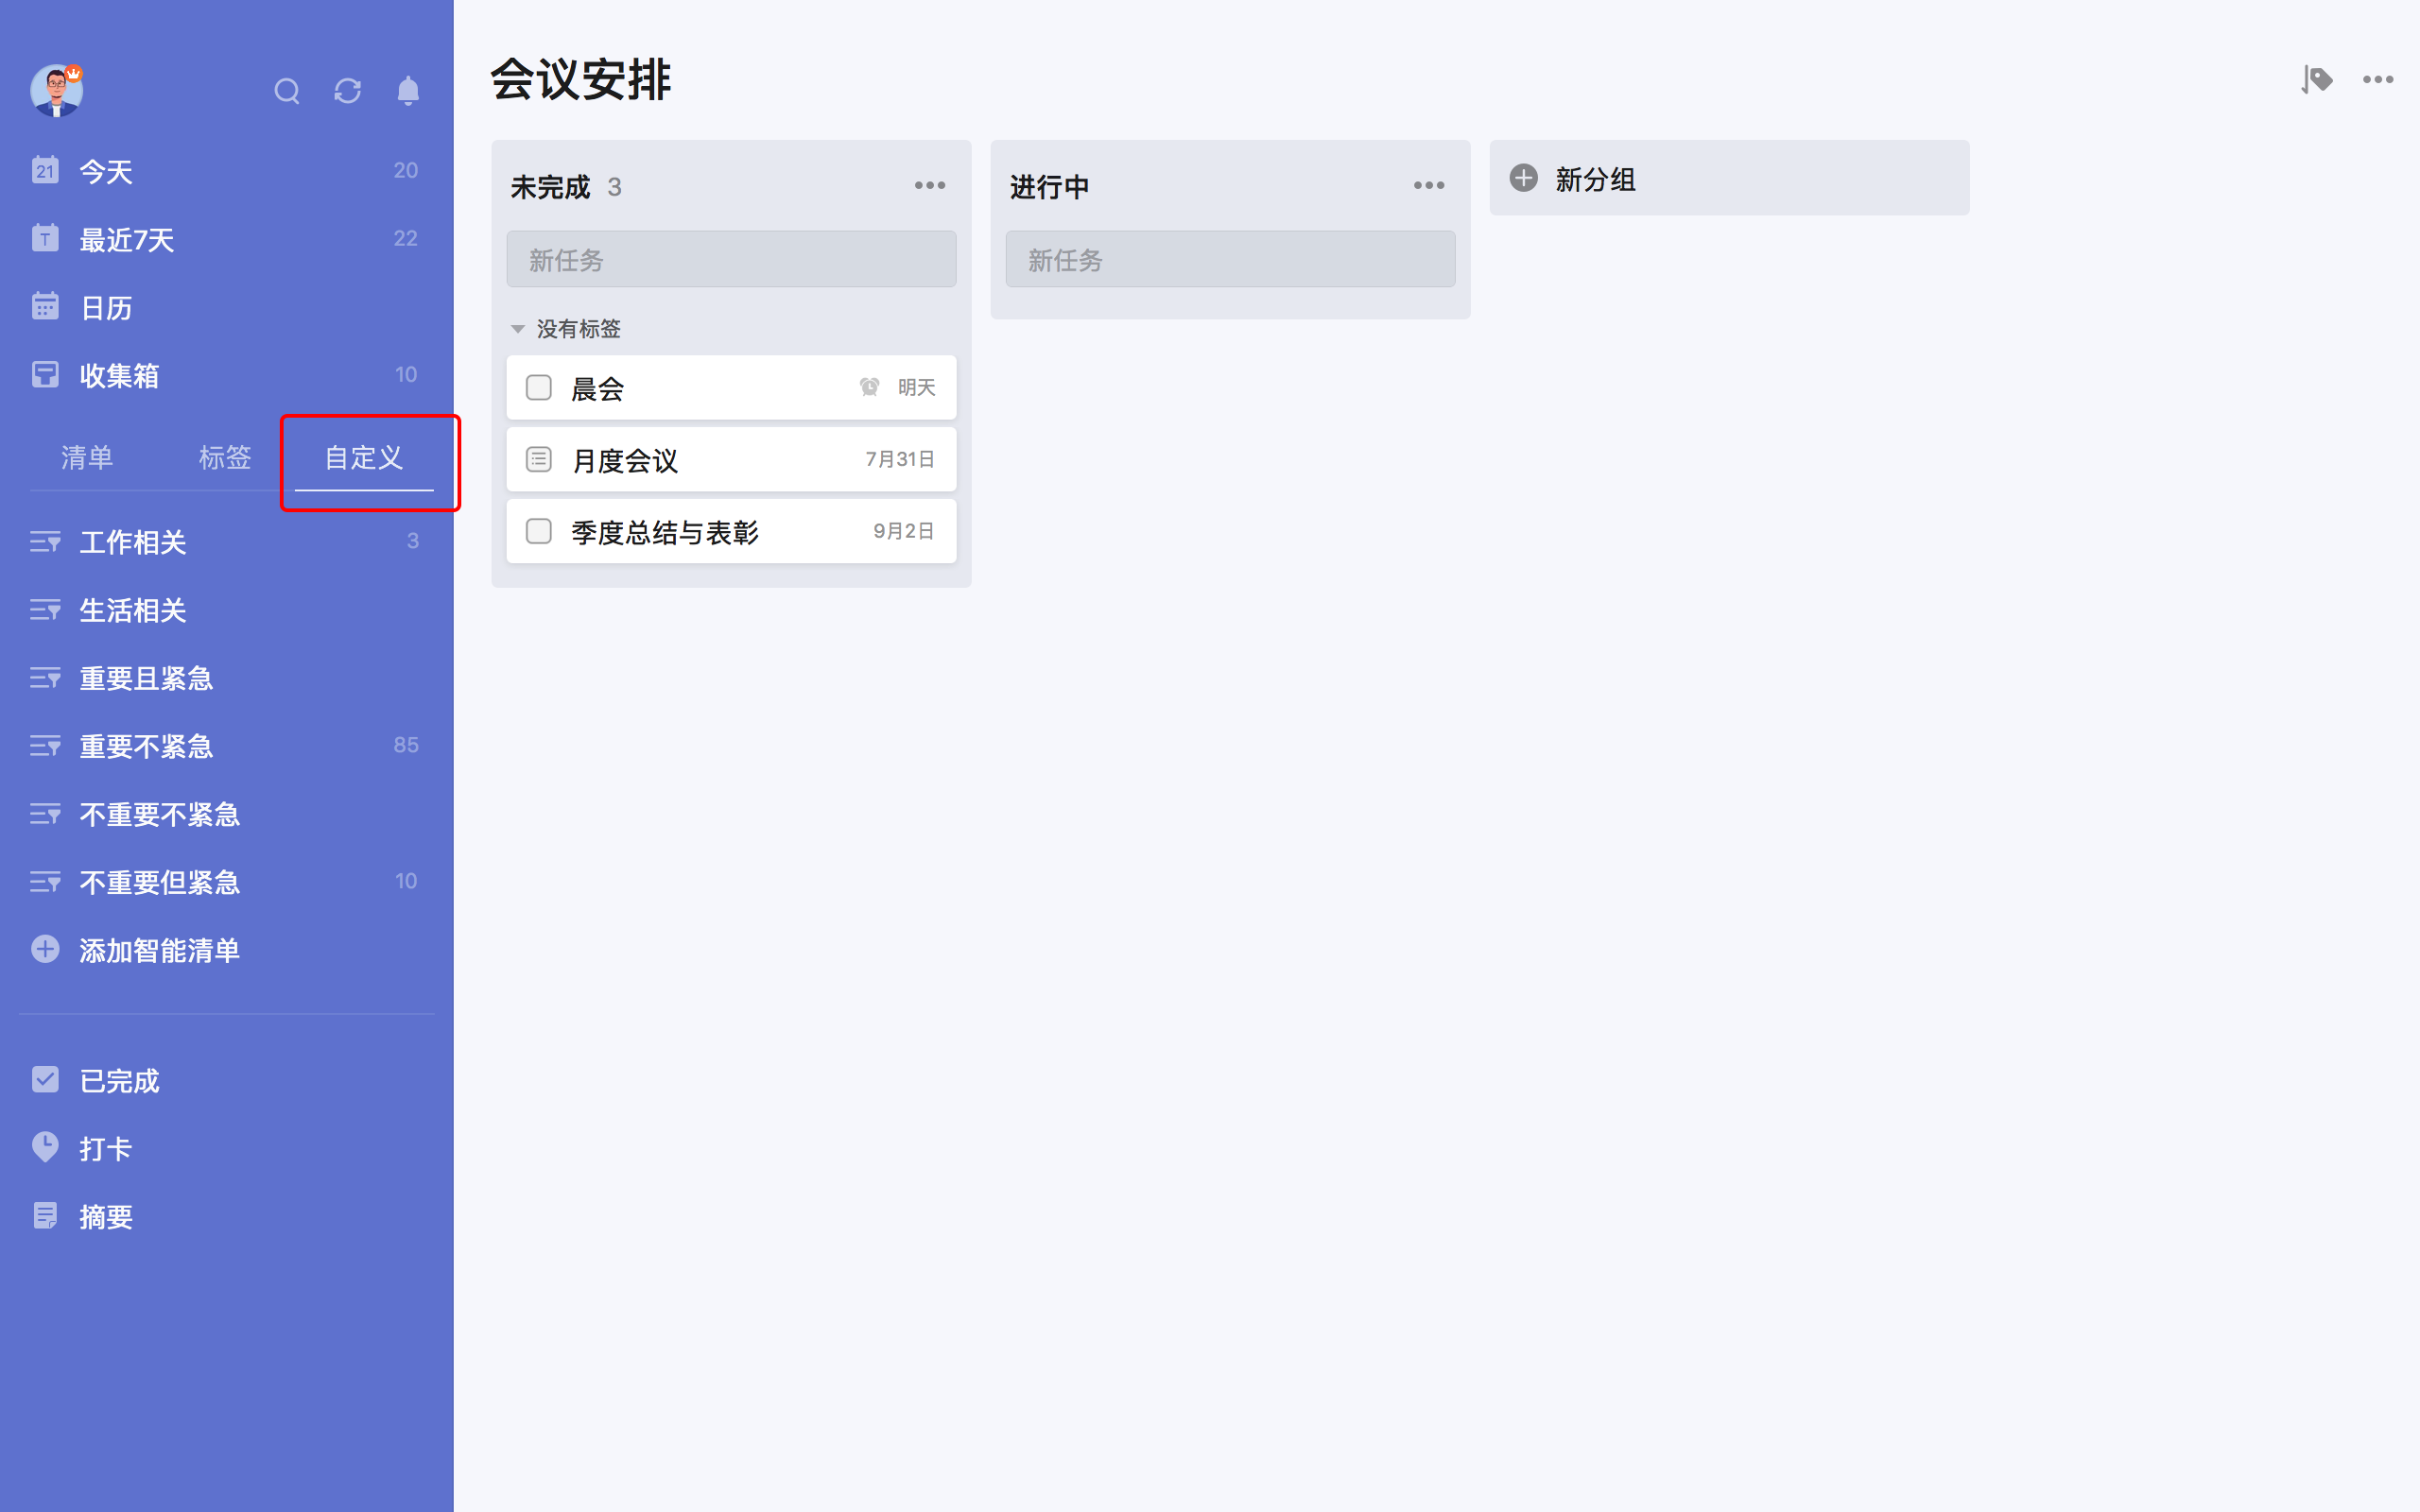 21 今天 20
T 最近7天 22
日历
收集箱 10
清单 标签 自定义
工作相关 3
生活相关
重要且紧急
重要不紧急 85
不重要不紧急
不重要但紧急 10
添加智能清单
已完成
打卡
摘要
会议安排
未完成 3
新任务
没有标签
晨会 明天
月度会议 7月31日
季度总结与表彰 9月2日
进行中
新任务
新分组